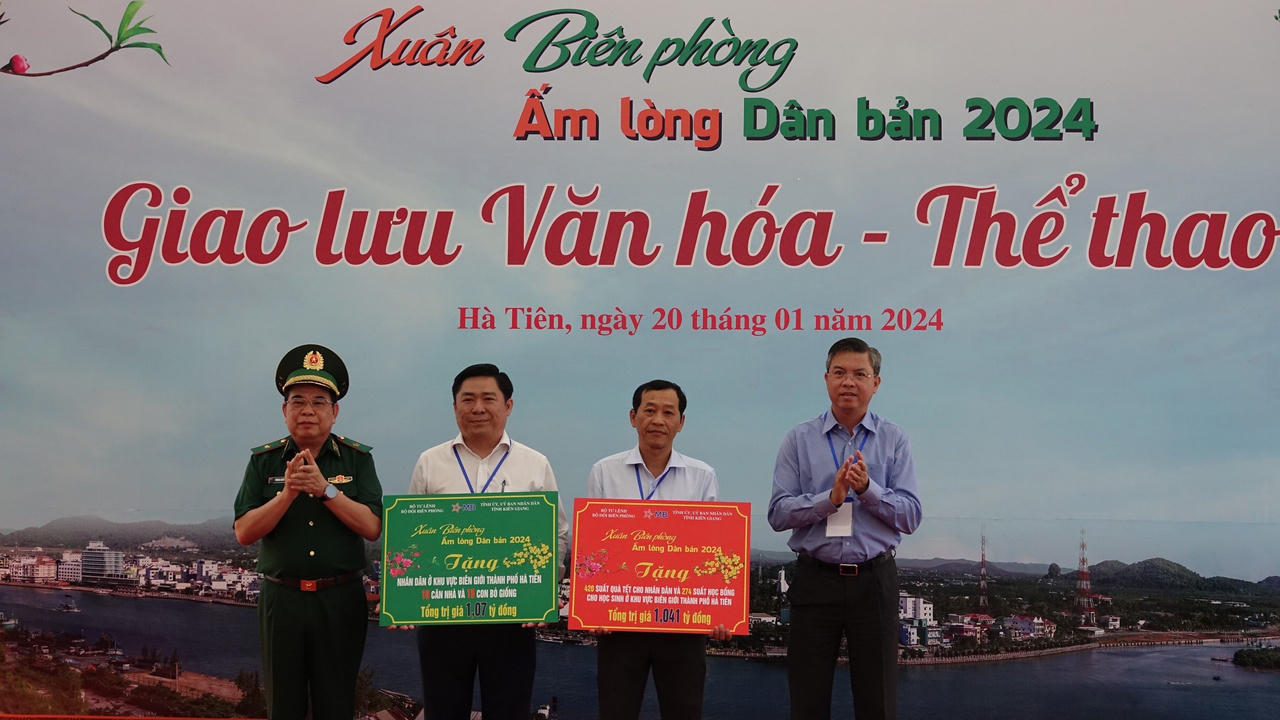 Xuân Biên phòng
Ấm lòng Dân bản 2024
Giao lưu Văn hóa - Thể thao
Hà Tiên, ngày 20 tháng 01 năm 2024
BỘ TƯ LỆNH
BỘ ĐỘI BIÊN PHÒNG
MB
TỈNH ỦY, ỦY BAN NHÂN DÂN
TỈNH KIÊN GIANG
Xuân Biên phòng
Ấm lòng Dân bản 2024
Tặng
NHÂN DÂN Ở KHU VỰC BIÊN GIỚI THÀNH PHỐ HÀ TIÊN
CĂN NHÀ VÀ CON BÒ GIỐNG
Tổng trị giá 1,07 tỷ đồng
BỘ TƯ LỆNH
BỘ ĐỘI BIÊN PHÒNG
MB
TỈNH ỦY, ỦY BAN NHÂN DÂN
TỈNH KIÊN GIANG
Xuân Biên phòng
Ấm lòng Dân bản 2024
Tặng
420 SUẤT QUÀ TẾT CHO NHÂN DÂN VÀ 274 SUẤT HỌC BỔNG
CHO HỌC SINH Ở KHU VỰC BIÊN GIỚI THÀNH PHỐ HÀ TIÊN
Tổng trị giá 1,041 tỷ đồng